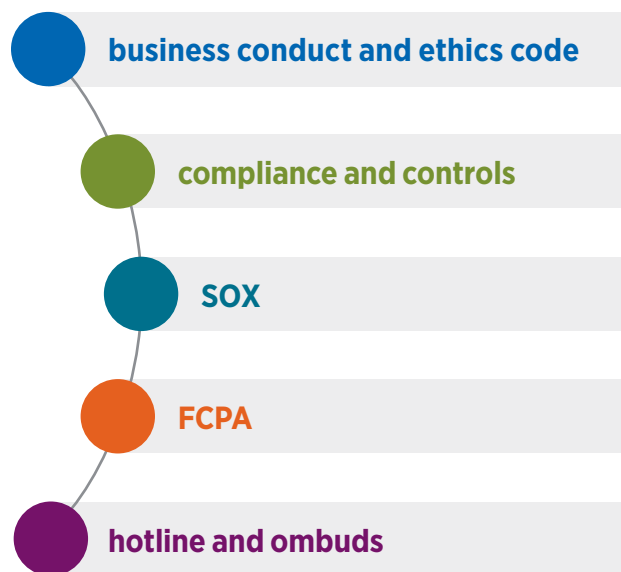 business conduct and ethics code
compliance and controls
SOX
FCPA
hotline and ombuds